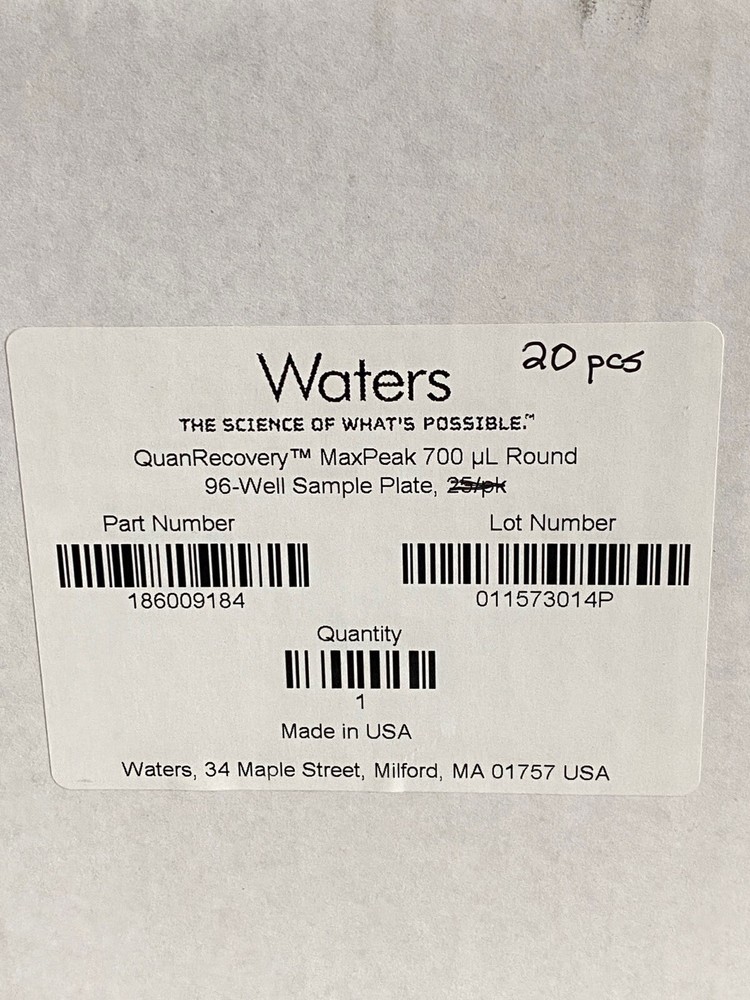 Waters
20 pcs
THE SCIENCE OF WHAT'S POSSIBLE.™
QuanRecovery™ MaxPeak 700 µL Round
96-Well Sample Plate, 25/pk
Part Number
186009184
Lot Number
011573014P
Quantity
1
Made in USA
Waters, 34 Maple Street, Milford, MA 01757 USA